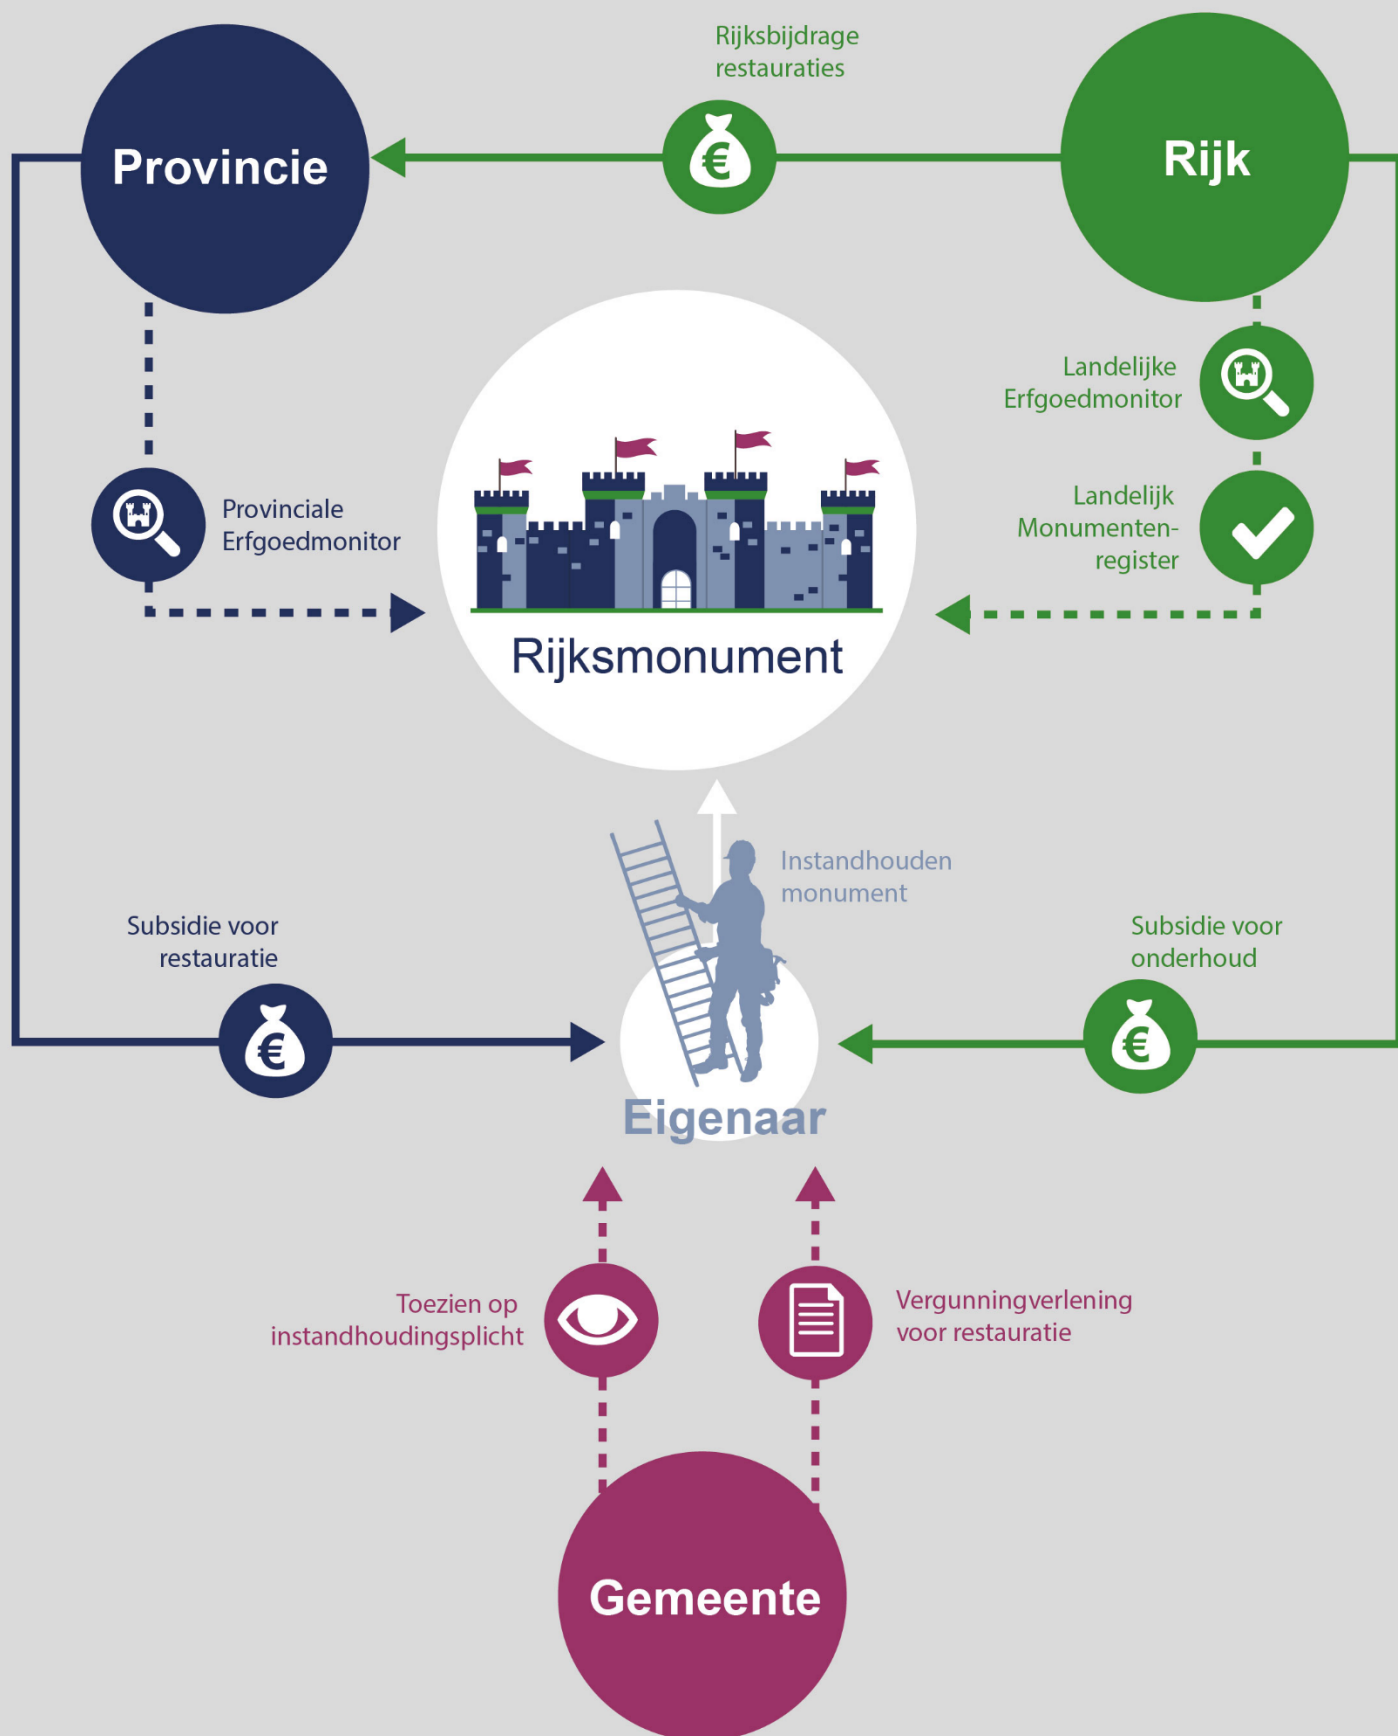 Rijksbijdrage
restauraties
Provincie
Rijk
Landelijke
Erfgoedmonitor
Provinciale
Erfgoedmonitor
Landelijk
Monumenten-
register
Rijksmonument
Instandhouden
monument
Subsidie voor
restauratie
€
Subsidie voor
onderhoud
€
€
Eigenaar
Toezien op
instandhoudingsplicht
Vergunningverlening
voor restauratie
Gemeente